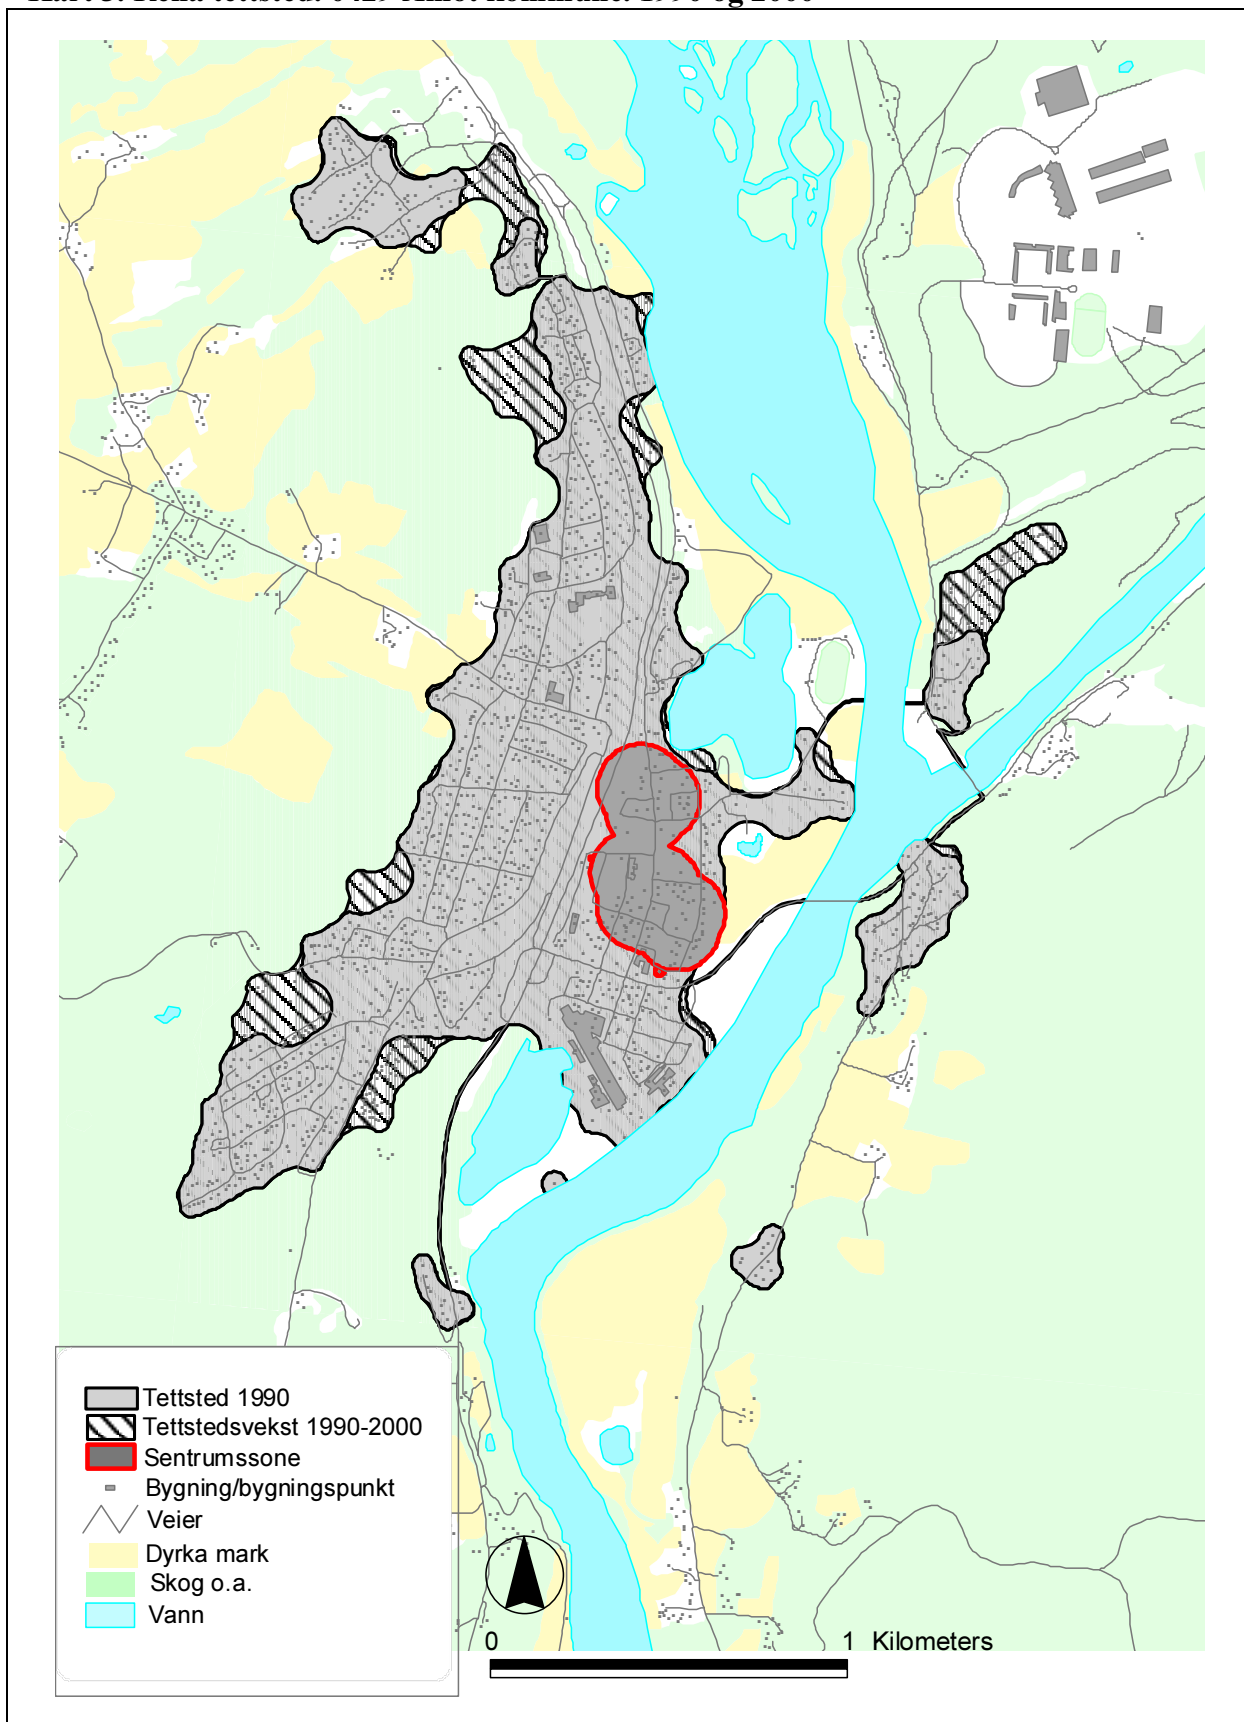 Tettsted 1990
Tettstedsvekst 1990-2000
Sentrumssone
Bygning/bygningspunkt
Veier
Dyrka mark
Skog o.a.
Vann
0 1 Kilometers